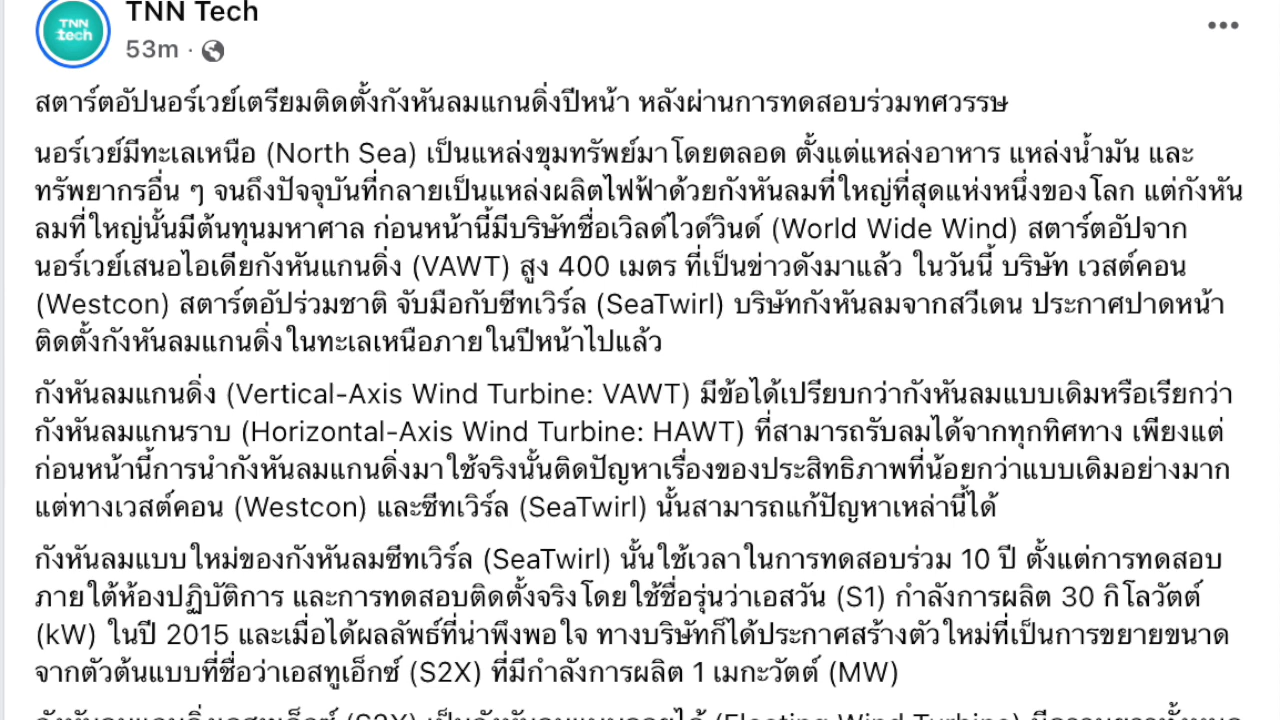 TNN Tech
TNN
tech
53m ·
สตาร์ตอัปนอร์เวย์เตรียมติดตั้งกังหันลมแกนดิ่งปีหน้า หลังผ่านการทดสอบร่วมทศวรรษ
นอร์เวย์มีทะเลเหนือ (North Sea) เป็นแหล่งขุมทรัพย์มาโดยตลอด ตั้งแต่แหล่งอาหาร แหล่งน้ำมัน และ
ทรัพยากรอื่น ๆ จนถึงปัจจุบันที่กลายเป็นแหล่งผลิตไฟฟ้าด้วยกังหันลมที่ใหญ่ที่สุดแห่งหนึ่งของโลก แต่กังหัน
ลมที่ใหญ่นั้นมีต้นทุนมหาศาล ก่อนหน้านี้มีบริษัทชื่อเวิลด์ไวด์วินด์ (World Wide Wind) สตาร์ตอัปจาก
นอร์เวย์เสนอไอเดียกังหันแกนดิ่ง (VAWT) สูง 400 เมตร ที่เป็นข่าวดังมาแล้ว ในวันนี้ บริษัท เวสต์คอน
(Westcon) สตาร์ตอัปร่วมชาติ จับมือกับซีทเวิร์ล (SeaTwirl) บริษัทกังหันลมจากสวีเดน ประกาศปาดหน้า
ติดตั้งกังหันลมแกนดิ่งในทะเลเหนือภายในปีหน้าไปแล้ว
กังหันลมแกนดิ่ง (Vertical-Axis Wind Turbine: VAWT) มีข้อได้เปรียบกว่ากังหันลมแบบเดิมหรือเรียกว่า
กังหันลมแกนราบ (Horizontal-Axis Wind Turbine: HAWT) ที่สามารถรับลมได้จากทุกทิศทาง เพียงแต่
ก่อนหน้านี้การนำกังหันลมแกนดิ่งมาใช้จริงนั้นติดปัญหาเรื่องของประสิทธิภาพที่น้อยกว่าแบบเดิมอย่างมาก
แต่ทางเวสต์คอน (Westcon) และซีทเวิร์ล (SeaTwirl) นั้นสามารถแก้ปัญหาเหล่านี้ได้
กังหันลมแบบใหม่ของกังหันลมซีทเวิร์ล (SeaTwirl) นั้นใช้เวลาในการทดสอบร่วม 10 ปี ตั้งแต่การทดสอบ
ภายใต้ห้องปฏิบัติการ และการทดสอบติดตั้งจริงโดยใช้ชื่อรุ่นว่าเอสวัน (S1) กำลังการผลิต 30 กิโลวัตต์
(kW) ในปี 2015 และเมื่อได้ผลลัพธ์ที่น่าพึงพอใจ ทางบริษัทก็ได้ประกาศสร้างตัวใหม่ที่เป็นการขยายขนาด
จากตัวต้นแบบที่ชื่อว่าเอสทูเอ็กซ์ (S2X) ที่มีกำลังการผลิต 1 เมกะวัตต์ (MW)